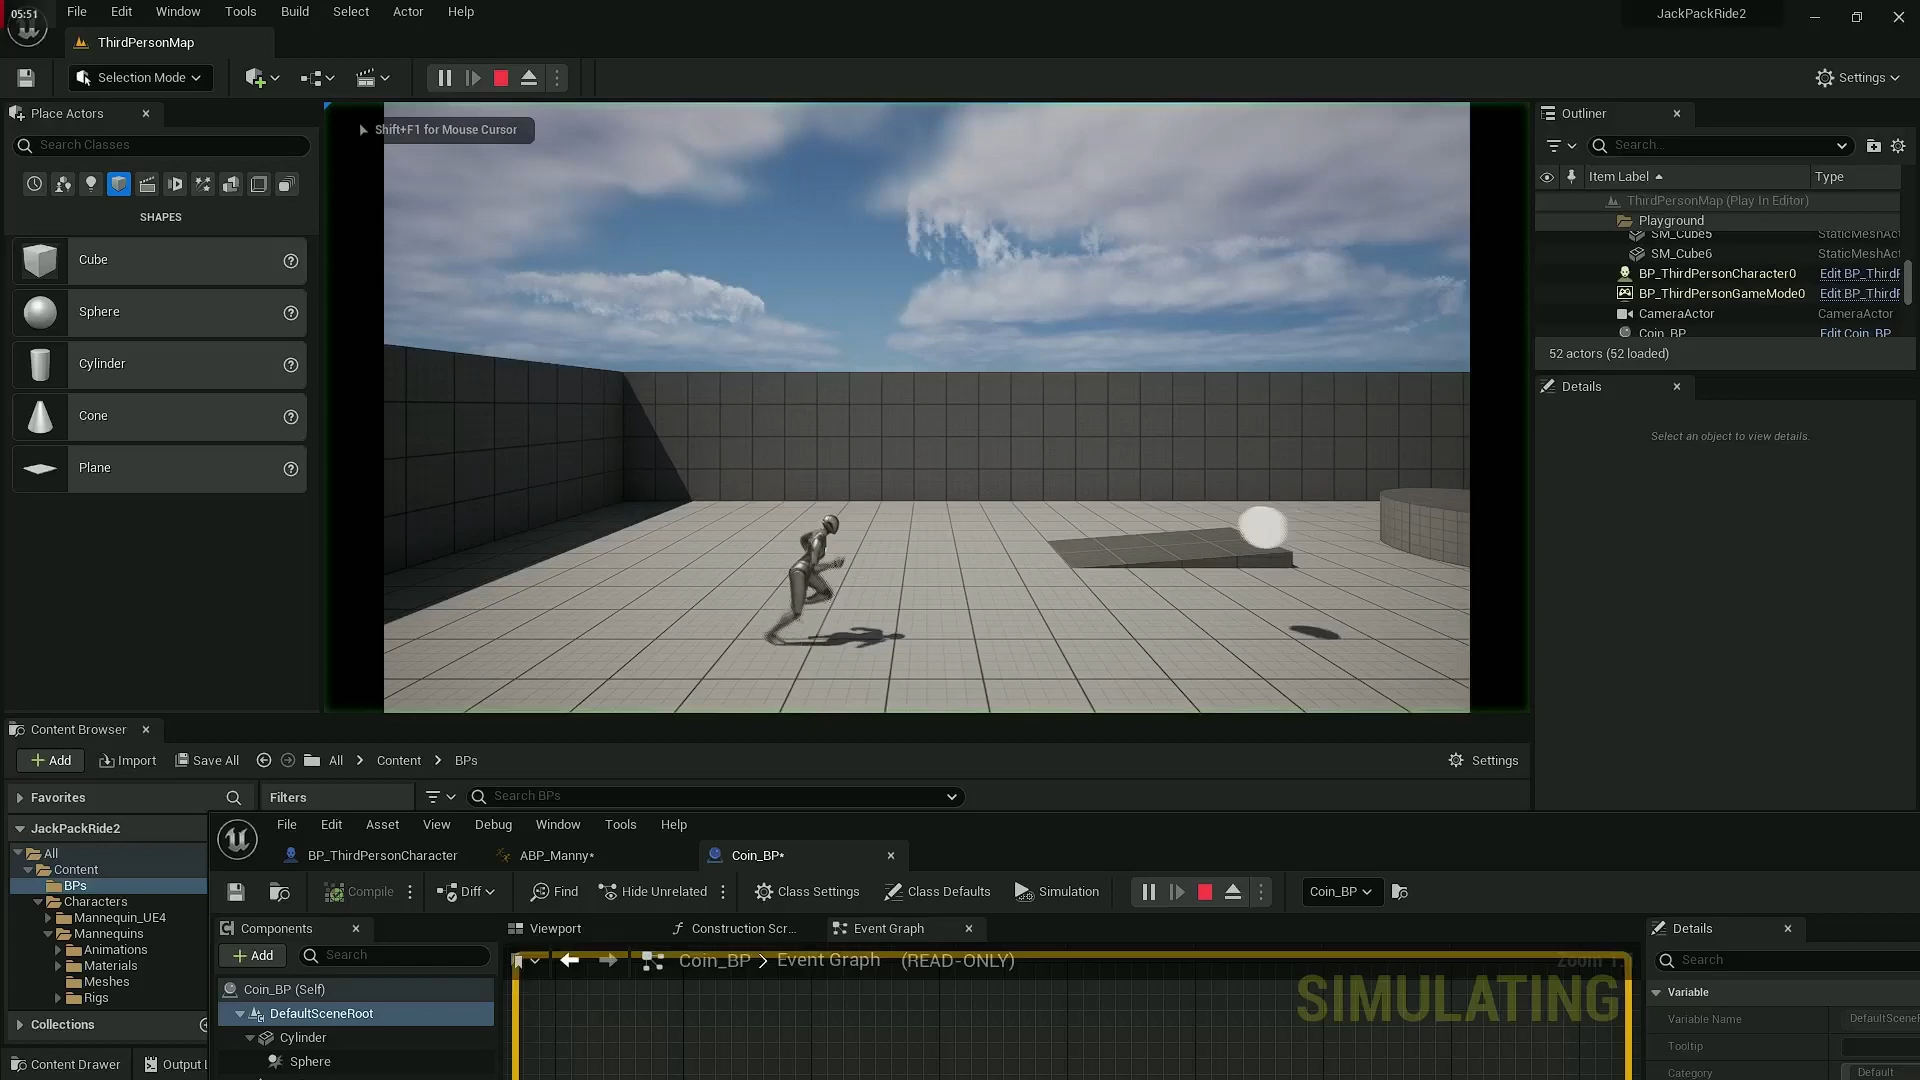 05:51
File Edit Window Tools Build Select Actor Help
JackPackRide2
ThirdPersonMap
Selection Mode
Settings
Place Actors
Search Classes
SHAPES
Cube
Sphere
Cylinder
Cone
Plane
Shift+F1 for Mouse Cursor
Outliner
Search...
Item Label Type
ThirdPersonMap (Play In Editor)
Playground
SM_Cube5 StaticMeshAct
SM_Cube6 StaticMeshAct
BP_ThirdPersonCharacter0 Edit BP_ThirdP
BP_ThirdPersonGameMode0 Edit BP_ThirdP
CameraActor CameraActor
Coin_BP Edit Coin_BP
52 actors (52 loaded)
Details
Select an object to view details.
Content Browser
Add Import Save All All Content BPs Settings
Favorites
Filters
Search BPs
JackPackRide2
All
Content
BPs
Characters
Mannequin_UE4
Mannequins
Animations
Materials
Meshes
Rigs
Collections
Content Drawer Output
File Edit Asset View Debug Window Tools Help
BP_ThirdPersonCharacter ABP_Manny* Coin_BP*
Compile Diff Find Hide Unrelated Class Settings Class Defaults Simulation Coin_BP
Components
Add Search
Coin_BP (Self)
DefaultSceneRoot
Cylinder
Sphere
Viewport Construction Scr... Event Graph
Coin_BP > Event Graph (READ-ONLY)
SIMULATING
Details
Search
Variable
Variable Name DefaultSceneR
Tooltip
Category Default